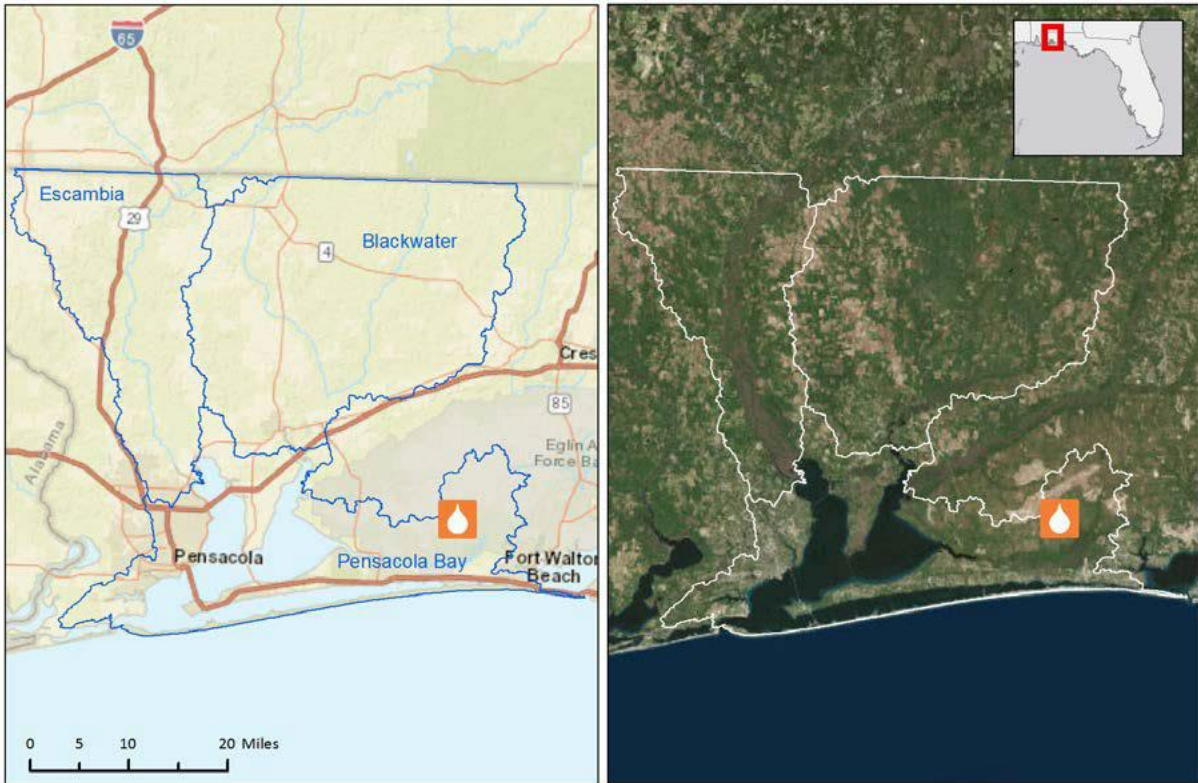 65
Escambia
29
Blackwater
4
Cres
85
Alabama
Eglin A
Force Ba
Pensacola
Pensacola Bay
Fort Walton
Beach
0 5 10 20 Miles